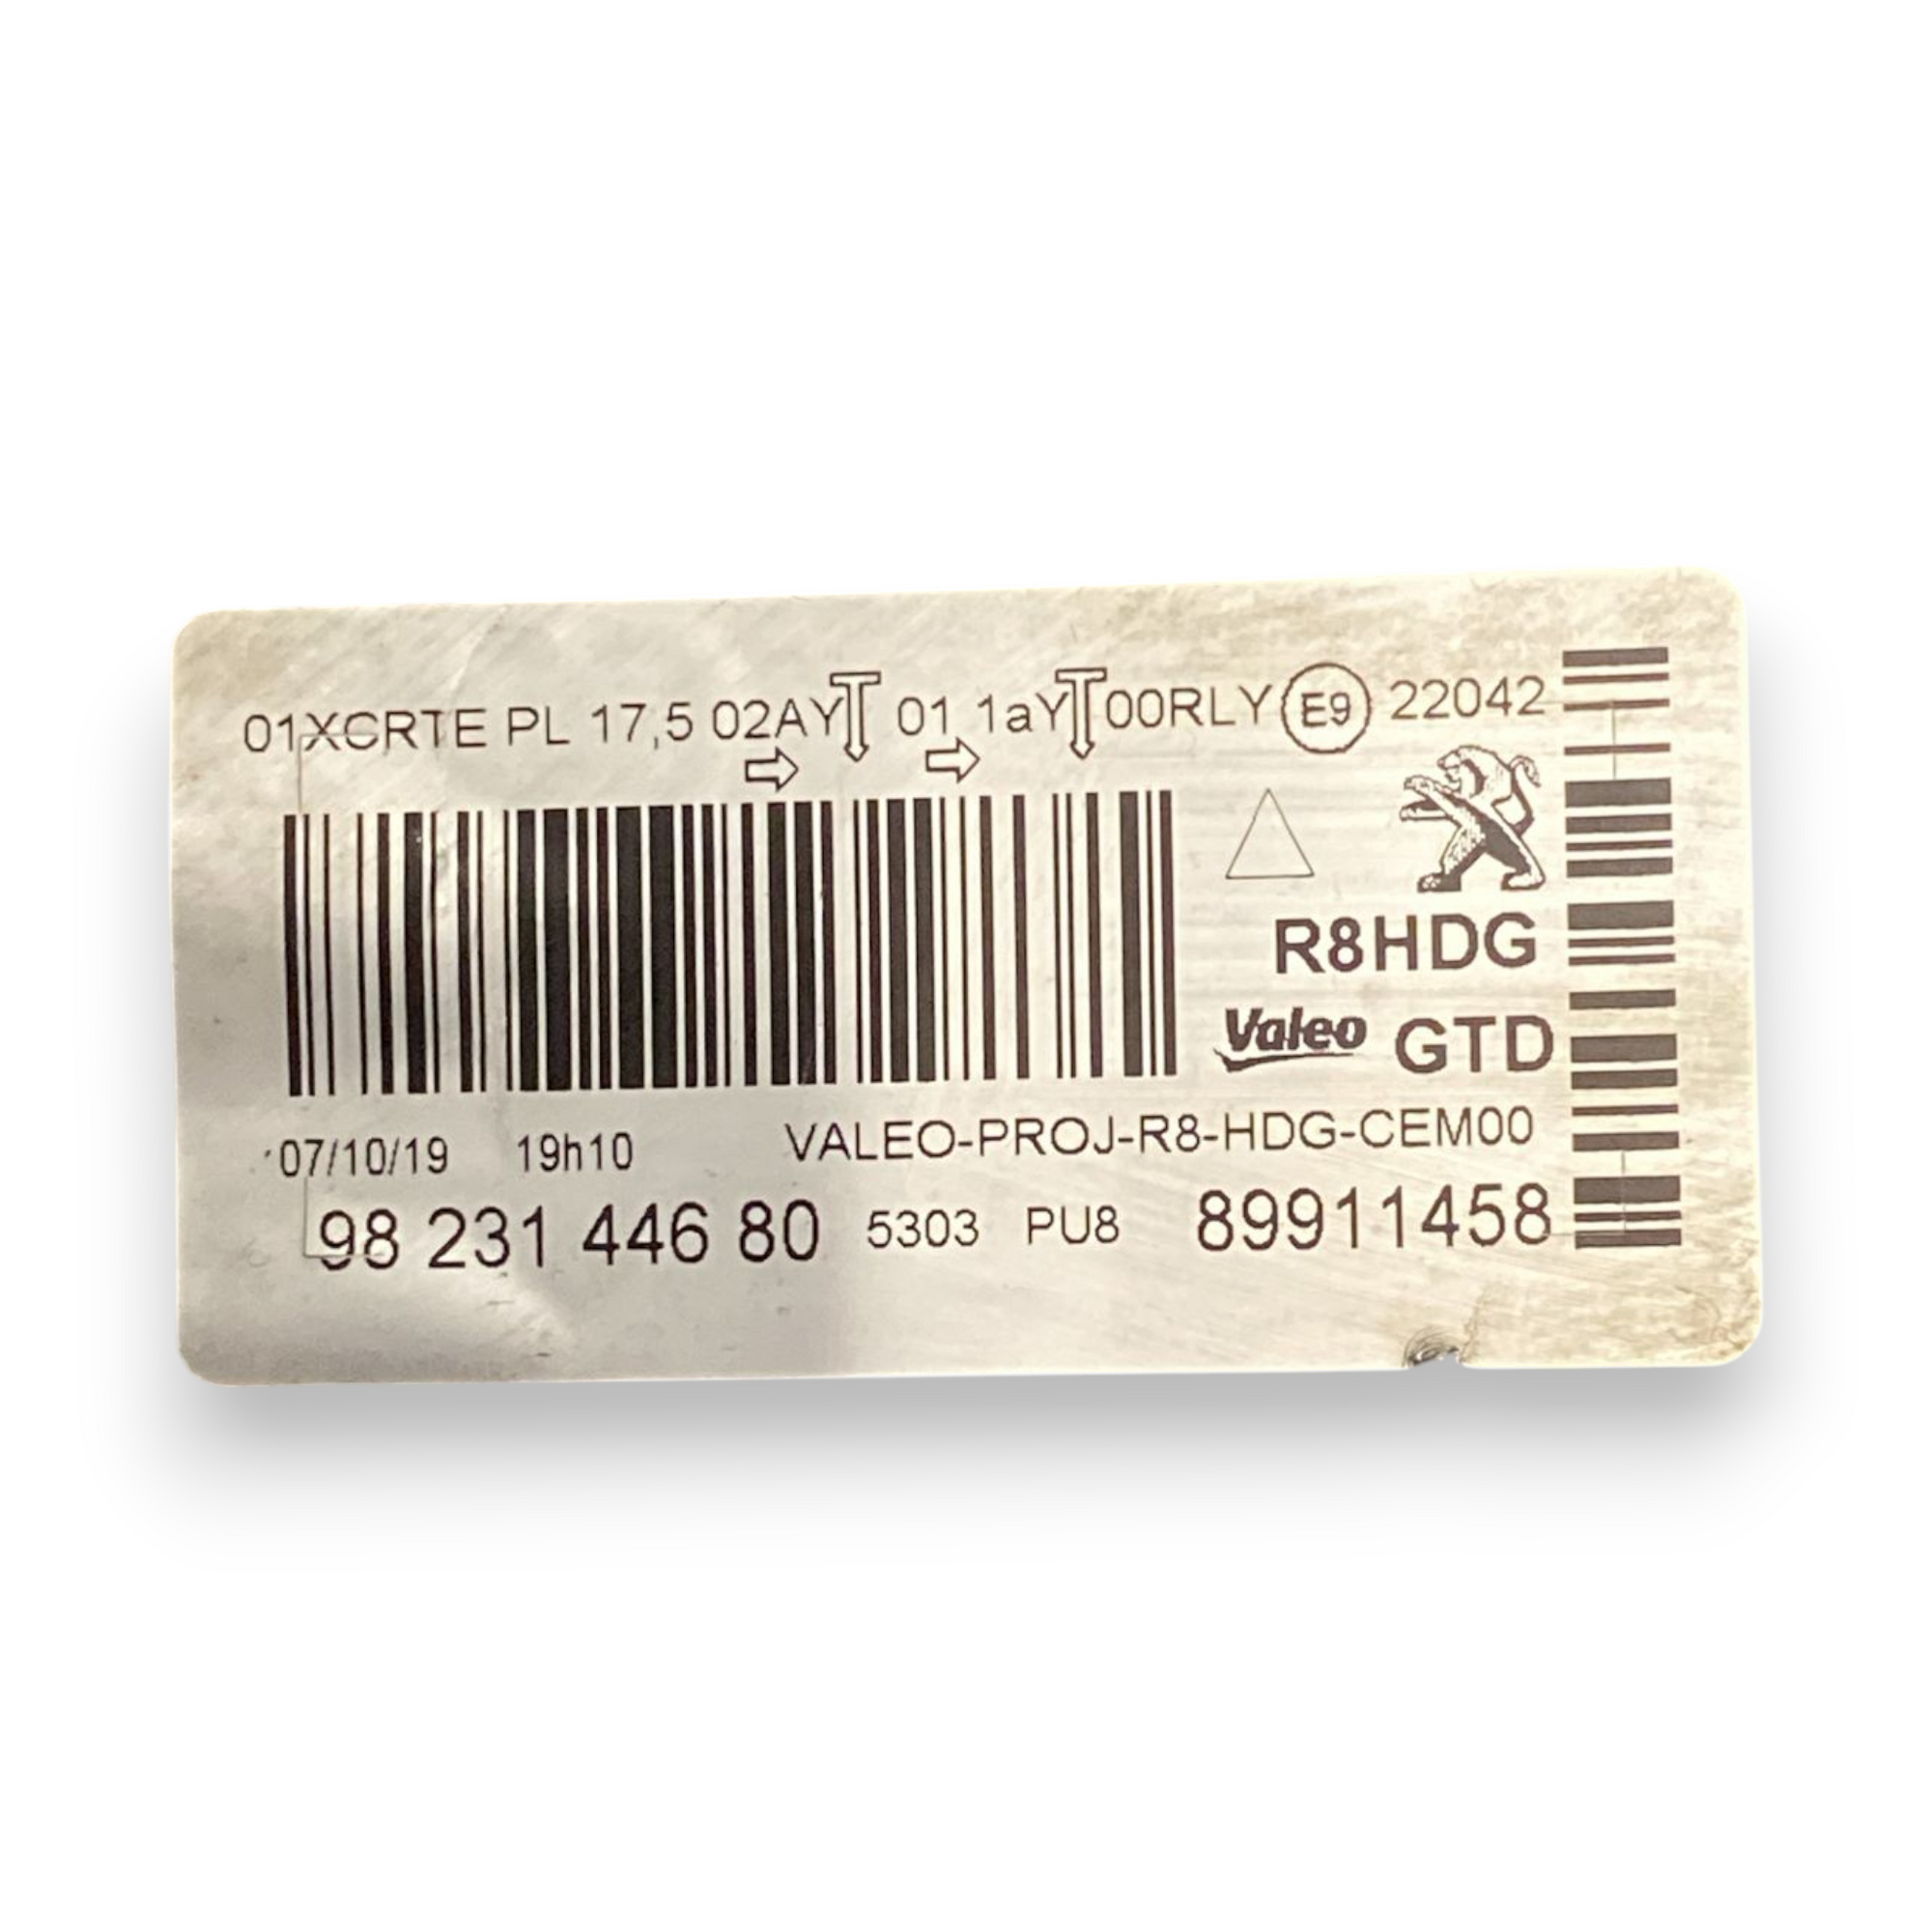 01XCRTE PL 17,5 02AY 01 1aY 00RLY E9 22042
R8HDG
Valeo GTD
07/10/19 19h10 VALEO-PROJ-R8-HDG-CEM00
98 231 446 80 5303 PU8 89911458